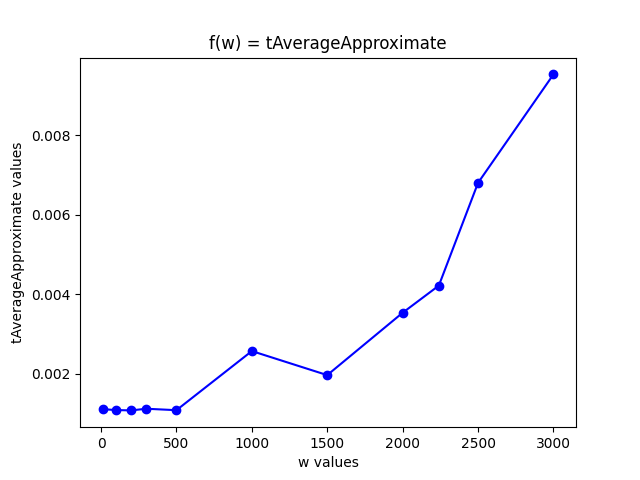 f(w) = tAverageApproximate
tAverageApproximate values
0.008
0.006
0.004
0.002
0 500 1000 1500 2000 2500 3000
w values